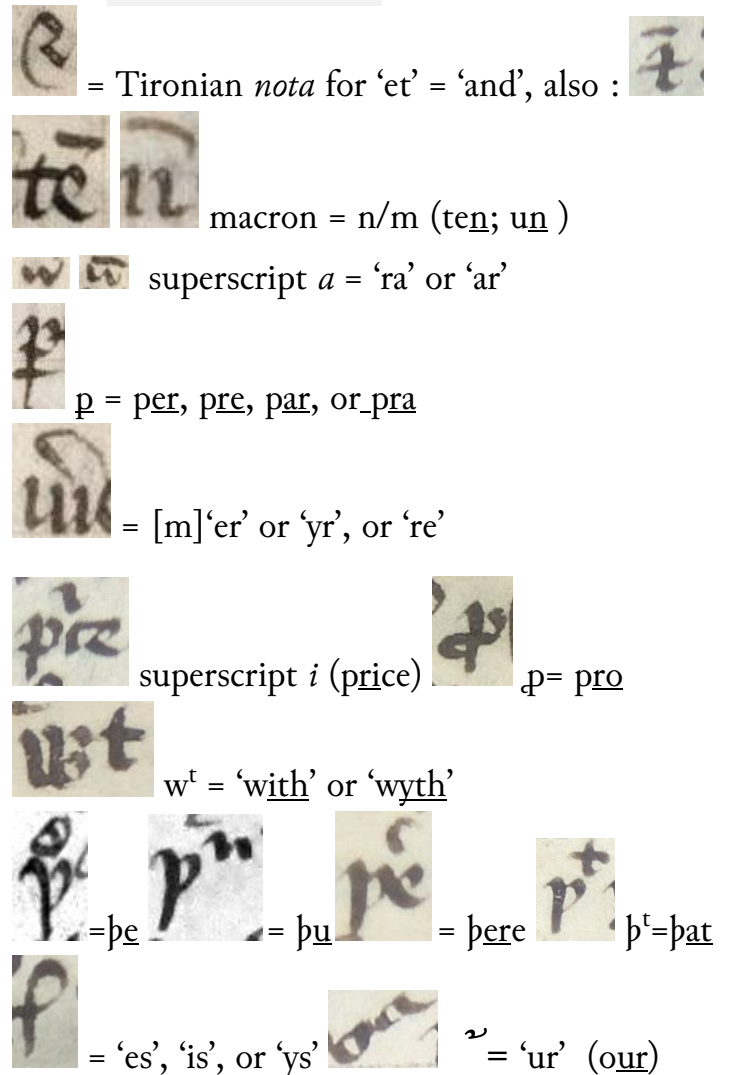 = Tironian nota for ‘et’ = ‘and’, also :
macron = n/m (ten; un )
superscript a = ‘ra’ or ‘ar’
p = per, pre, par, or pra
= [m]‘er’ or ‘yr’, or ‘re’
superscript i (price) ꝓ= pro
wᵗ = ‘with’ or ‘wyth’
=þe = þu = þere þᵗ=þat
= ‘es’, ‘is’, or ‘ys’ = ‘ur’ (our)